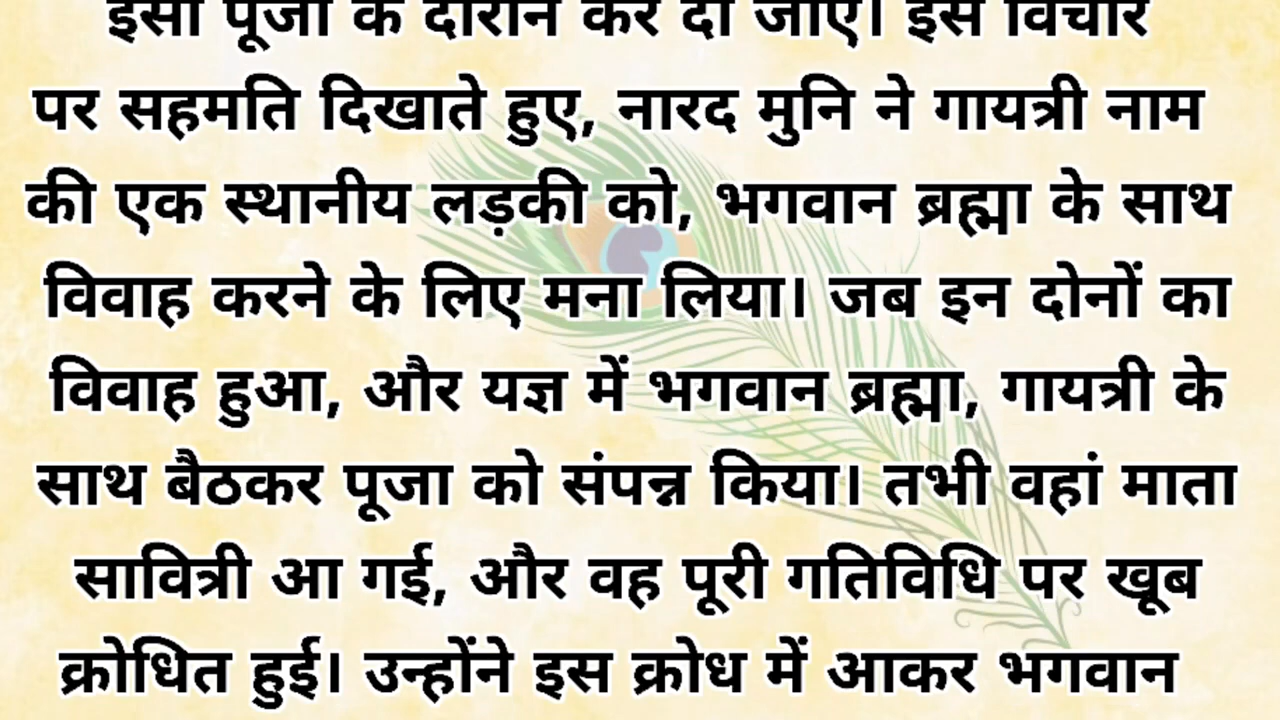 इसी पूजा के दौरान कर दी जाए। इस विचार
पर सहमति दिखाते हुए, नारद मुनि ने गायत्री नाम
की एक स्थानीय लड़की को, भगवान ब्रह्मा के साथ
विवाह करने के लिए मना लिया। जब इन दोनों का
विवाह हुआ, और यज्ञ में भगवान ब्रह्मा, गायत्री के
साथ बैठकर पूजा को संपन्न किया। तभी वहां माता
सावित्री आ गई, और वह पूरी गतिविधि पर खूब
क्रोधित हुई। उन्होंने इस क्रोध में आकर भगवान